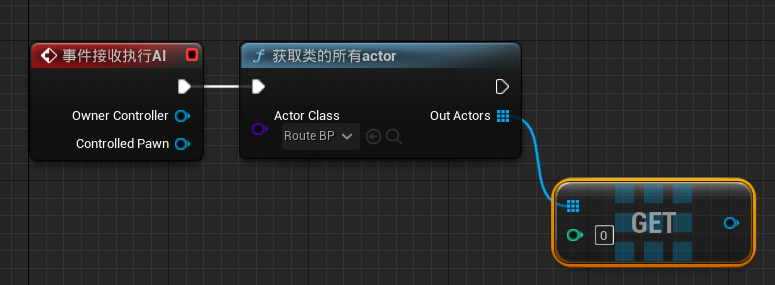 事件接收执行AI
Owner Controller
Controlled Pawn
f 获取类的所有actor
Actor Class
Route BP
Out Actors
GET
0